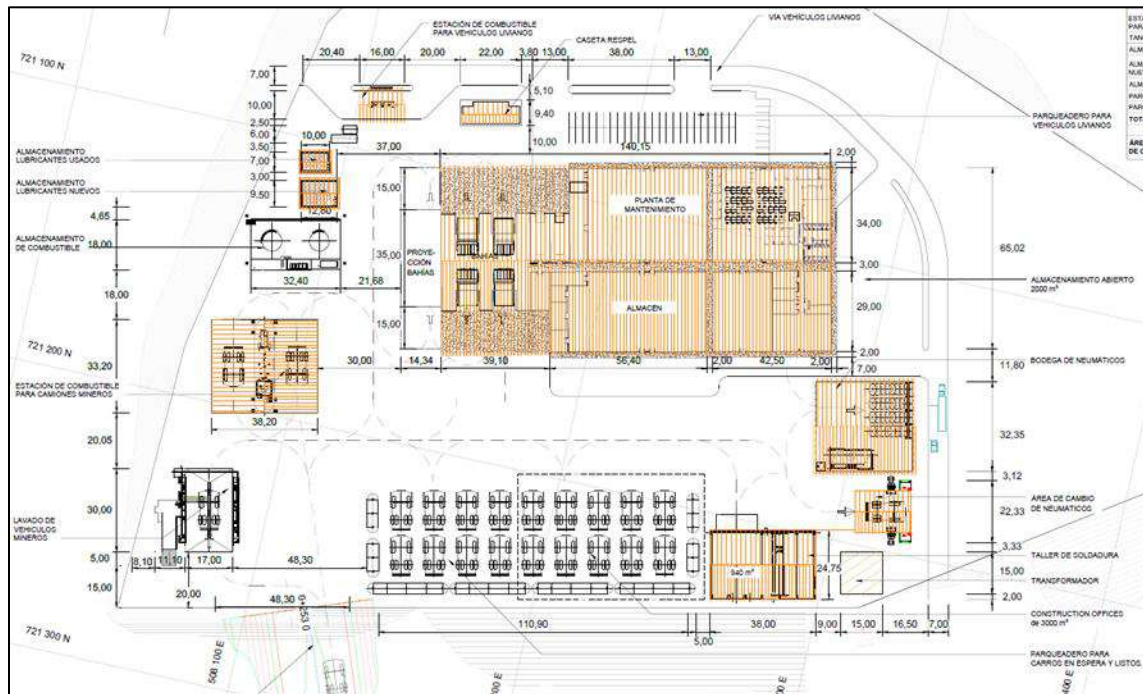 ESTACIÓN DE COMBUSTIBLE
PARA VEHICULOS LIVIANOS
VÍA VEHÍCULOS LIVIANOS
CASETA RESPEL
721 100 N
20,40
16,00
20,00
22,00
3,80
13,00
38,00
13,00
7,00
10,00
2,50
6,00
3,50
7,00
3,00
9,50
4,65
18,00
18,00
33,20
20,05
30,00
5,00
15,00
5,10
9,40
10,00
PARQUEADERO PARA
VEHICULOS LIVIANOS
10,00
37,00
140,15
2,00
ALMACENAMIENTO
LUBRICANTES USADOS
ALMACENAMIENTO
LUBRICANTES NUEVOS
12,80
ALMACENAMIENTO
DE COMBUSTIBLE
32,40
21,68
15,00
35,00
15,00
PROYE-
CCIÓN
BAHÍAS
BAHÍAS
PLANTA DE
MANTENIMIENTO
ALMACEN
34,00
3,00
29,00
2,00
7,00
65,02
11,80
32,35
3,12
22,33
3,33
15,00
2,00
ALMACENAMIENTO ABIERTO
721 200 N
30,00
14,34
39,10
56,40
2,00
42,50
2,00
BODEGA DE NEUMÁTICOS
ESTACIÓN DE COMBUSTIBLE
PARA CAMIONES MINEROS
38,20
LAVADO DE
VEHICULOS
MINEROS
8,10
11,10
17,00
48,30
20,00
48,30
ÁREA DE CAMBIO
DE NEUMATICOS
TALLER DE SOLDADURA
TRANSFORMADOR
940 m²
24,75
CONSTRUCTION OFFICES
110,90
5,00
38,00
9,00
15,00
16,50
7,00
721 300 N
508 100 E
0+253.0
PARQUEADERO PARA
CARROS EN ESPERA Y LISTOS